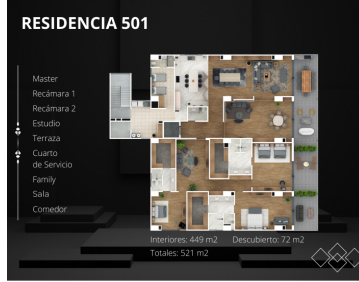 RESIDENCIA 501
Master
Recámara 1
Recámara 2
Estudio
Terraza
Cuarto
de Servicio
Family
Sala
Comedor
Interiores: 449 m2 Descubierto: 72 m2
Totales: 521 m2